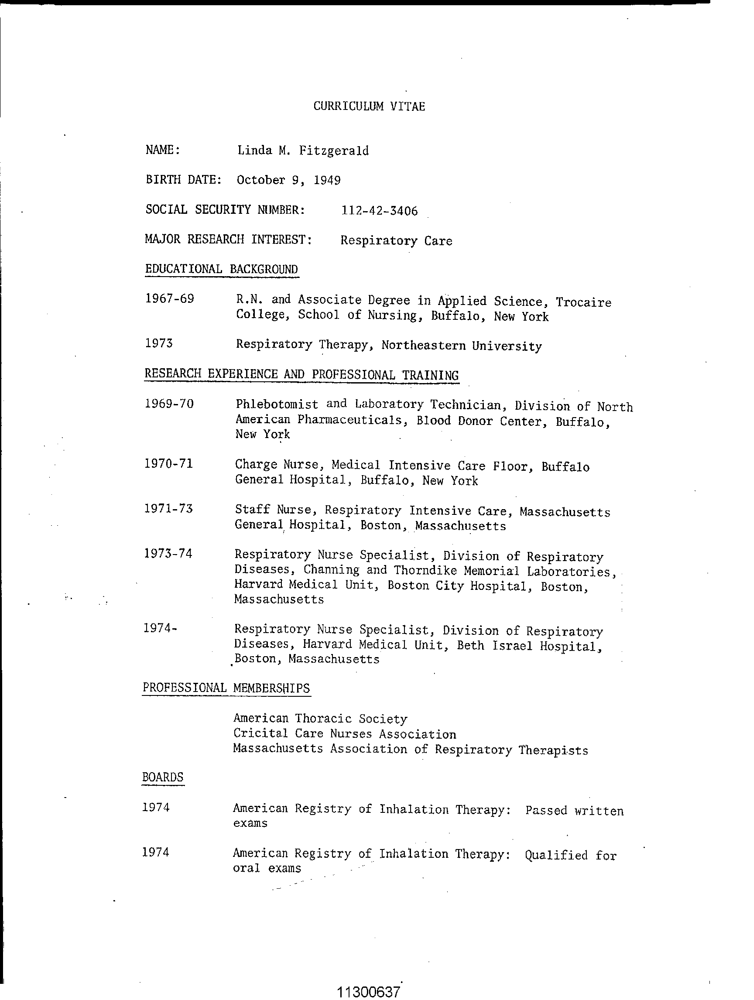 CURRICULUM VITAE
NAME: Linda M. Fitzgerald
BIRTH DATE: October 9, 1949
SOCIAL SECURITY NUMBER: 112-42-3406
MAJOR RESEARCH INTEREST: Respiratory Care
EDUCATIONAL BACKGROUND
1967-69 R.N. and Associate Degree in Applied Science, Trocaire
College, School of Nursing, Buffalo, New York
1973 Respiratory Therapy, Northeastern University
RESEARCH EXPERIENCE AND PROFESSIONAL TRAINING
1969-70 Phlebotomist and Laboratory Technician, Division of North
American Pharmaceuticals, Blood Donor Center, Buffalo,
New York
1970-71 Charge Nurse, Medical Intensive Care Floor, Buffalo
General Hospital, Buffalo, New York
1971-73 Staff Nurse, Respiratory Intensive Care, Massachusetts
General Hospital, Boston, Massachusetts
1973-74 Respiratory Nurse Specialist, Division of Respiratory
Diseases, Channing and Thorndike Memorial Laboratories,
Harvard Medical Unit, Boston City Hospital, Boston,
Massachusetts
1974- Respiratory Nurse Specialist, Division of Respiratory
Diseases, Harvard Medical Unit, Beth Israel Hospital,
Boston, Massachusetts
PROFESSIONAL MEMBERSHIPS
American Thoracic Society
Cricital Care Nurses Association
Massachusetts Association of Respiratory Therapists
BOARDS
1974 American Registry of Inhalation Therapy: Passed written
exams
1974 American Registry of Inhalation Therapy: Qualified for
oral exams
11300637